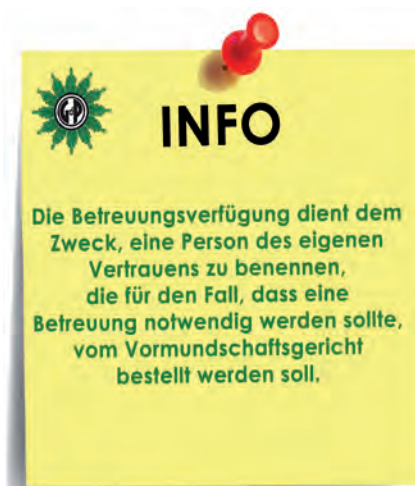 GdP
INFO
Die Betreuungsverfügung dient dem
Zweck, eine Person des eigenen
Vertrauens zu benennen,
die für den Fall, dass eine
Betreuung notwendig werden sollte,
vom Vormundschaftsgericht
bestellt werden soll.